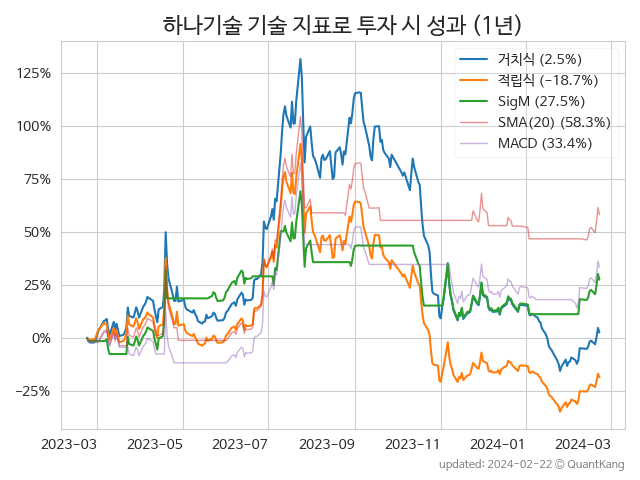 하나기술 기술 지표로 투자 시 성과 (1년)
거치식 (2.5%)
적립식 (−18.7%)
SigM (27.5%)
SMA(20) (58.3%)
MACD (33.4%)
125%
100%
75%
50%
25%
0%
−25%
2023-03 2023-05 2023-07 2023-09 2023-11 2024-01 2024-03
updated: 2024-02-22 © QuantKang